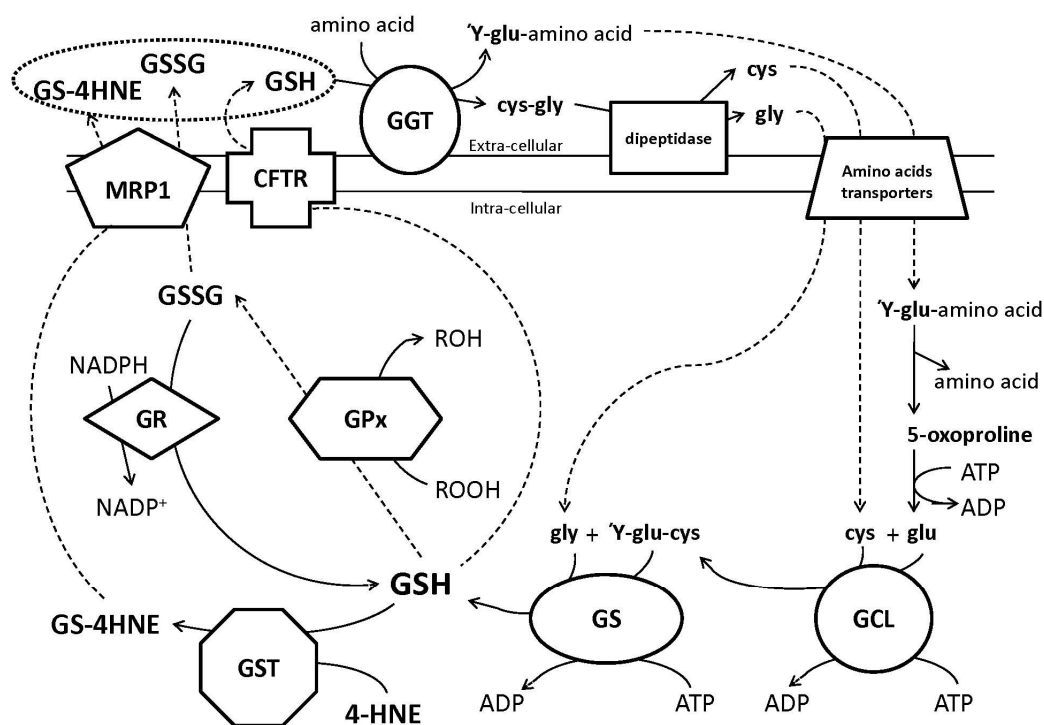 amino acid
'Y-glu-amino acid
GSSG
GS-4HNE
GSH
cys
cys-gly
gly
GGT
dipeptidase
Extra-cellular
MRP1
CFTR
Amino acids
transporters
Intra-cellular
GSSG
'Y-glu-amino acid
ROH
NADPH
amino acid
GR
GPx
5-oxoproline
ATP
ROOH
NADP+
ADP
gly + 'Y-glu-cys
cys + glu
GSH
GS-4HNE
GS
GCL
GST
4-HNE
ADP
ATP
ADP
ATP